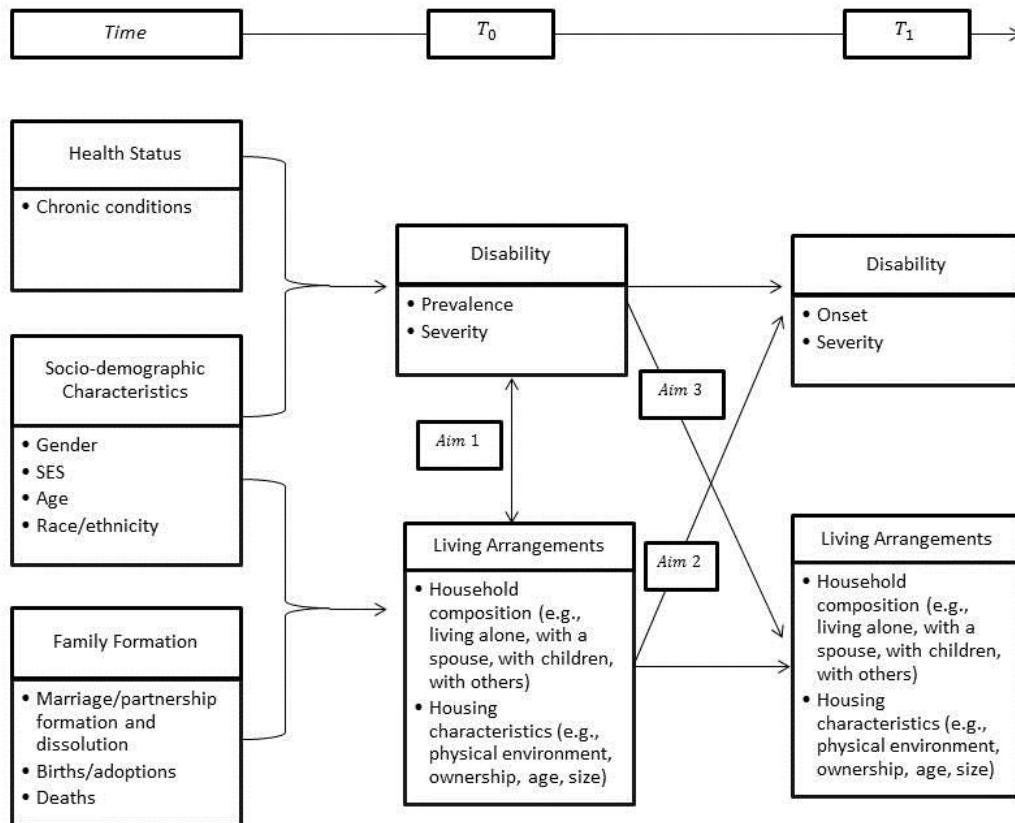 Time
T₀
T₁
Health Status
• Chronic conditions
Socio-demographic
Characteristics
• Gender
• SES
• Age
• Race/ethnicity
Family Formation
• Marriage/partnership
formation and
dissolution
• Births/adoptions
• Deaths
Disability
• Prevalence
• Severity
Aim 1
Living Arrangements
• Household
composition (e.g.,
living alone, with a
spouse, with children,
with others)
• Housing
characteristics (e.g.,
physical environment,
ownership, age, size)
Aim 3
Aim 2
Disability
• Onset
• Severity
Living Arrangements
• Household
composition (e.g.,
living alone, with a
spouse, with children,
with others)
• Housing
characteristics (e.g.,
physical environment,
ownership, age, size)